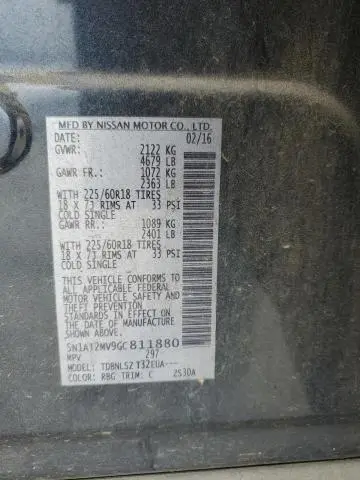 MFD BY NISSAN MOTOR CO., LTD.
DATE: 02/16
GVWR: 2122 KG
4679 LB
GAWR FR.: 1072 KG
2363 LB
WITH 225/60R18 TIRES
18 X 7J RIMS AT 33 PSI
COLD SINGLE
GAWR RR.: 1089 KG
2401 LB
WITH 225/60R18 TIRES
18 X 7J RIMS AT 33 PSI
COLD SINGLE
THIS VEHICLE CONFORMS TO
ALL APPLICABLE FEDERAL
MOTOR VEHICLE SAFETY AND
THEFT PREVENTION
STANDARDS IN EFFECT ON
THE DATE OF MANUFACTURE
SHOWN ABOVE.
5N1AT2MV9GC811880
MPV 297
MODEL: TDBNLSZ T32EUA---
COLOR: RBG TRIM: C 2530A